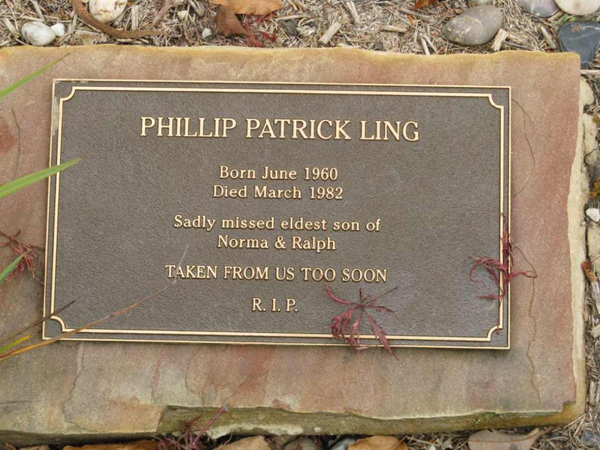 PHILLIP PATRICK LING
Born June 1960
Died March 1982
Sadly missed eldest son of
Norma & Ralph
TAKEN FROM US TOO SOON
R. I. P.